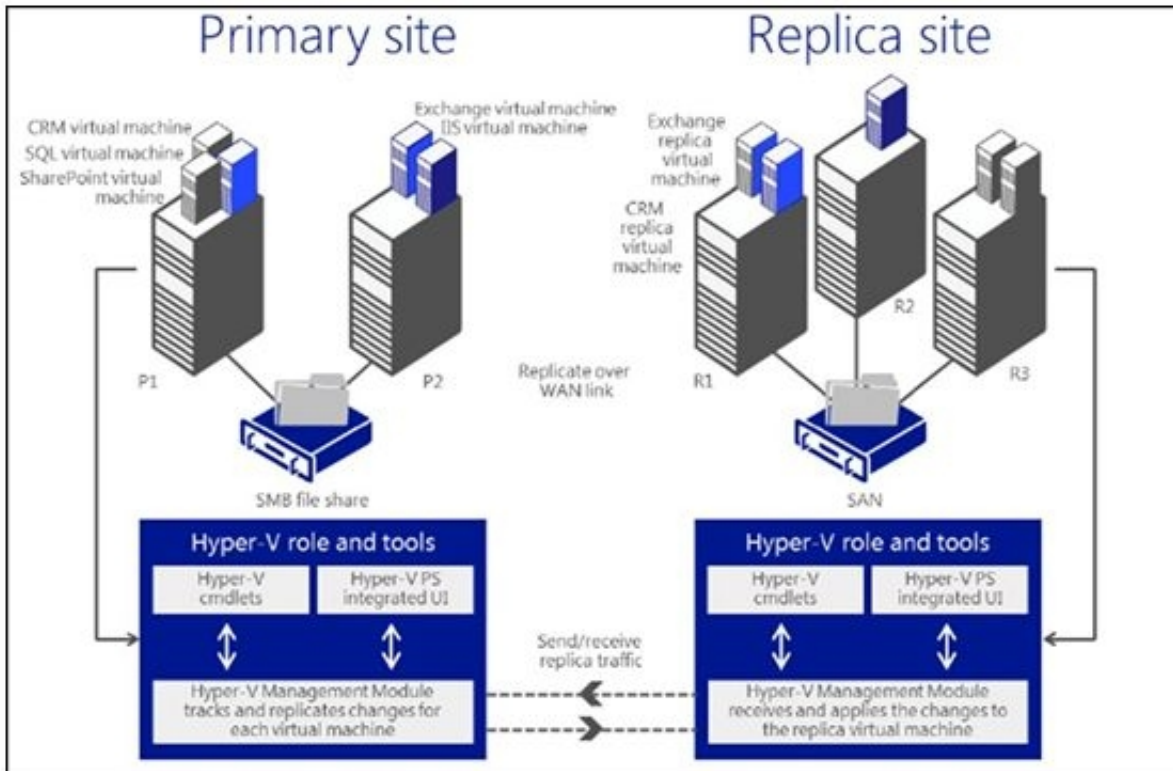 Primary site
Replica site
CRM virtual machine
SQL virtual machine
SharePoint virtual
machine
Exchange virtual machine
IIS virtual machine
Exchange
replica
virtual
machine
CRM
replica
virtual
machine
P1
P2
Replicate over
WAN link
R1
R2
R3
SMB file share
SAN
Hyper-V role and tools
Hyper-V
cmdlets
Hyper-V PS
integrated UI
Hyper-V Management Module
tracks and replicates changes for
each virtual machine
Send/receive
replica traffic
Hyper-V role and tools
Hyper-V
cmdlets
Hyper-V PS
integrated UI
Hyper-V Management Module
receives and applies the changes to
the replica virtual machine